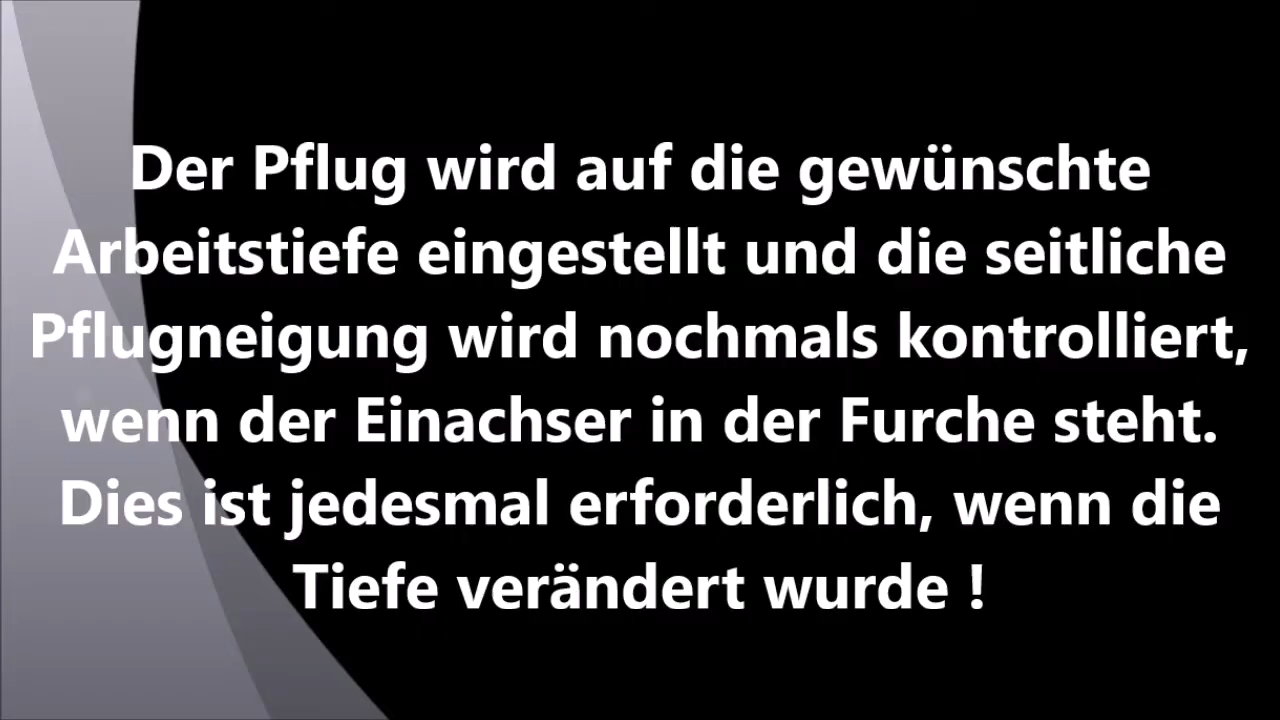 Der Pflug wird auf die gewünschte
Arbeitstiefe eingestellt und die seitliche
Pflugneigung wird nochmals kontrolliert,
wenn der Einachser in der Furche steht.
Dies ist jedesmal erforderlich, wenn die
Tiefe verändert wurde !